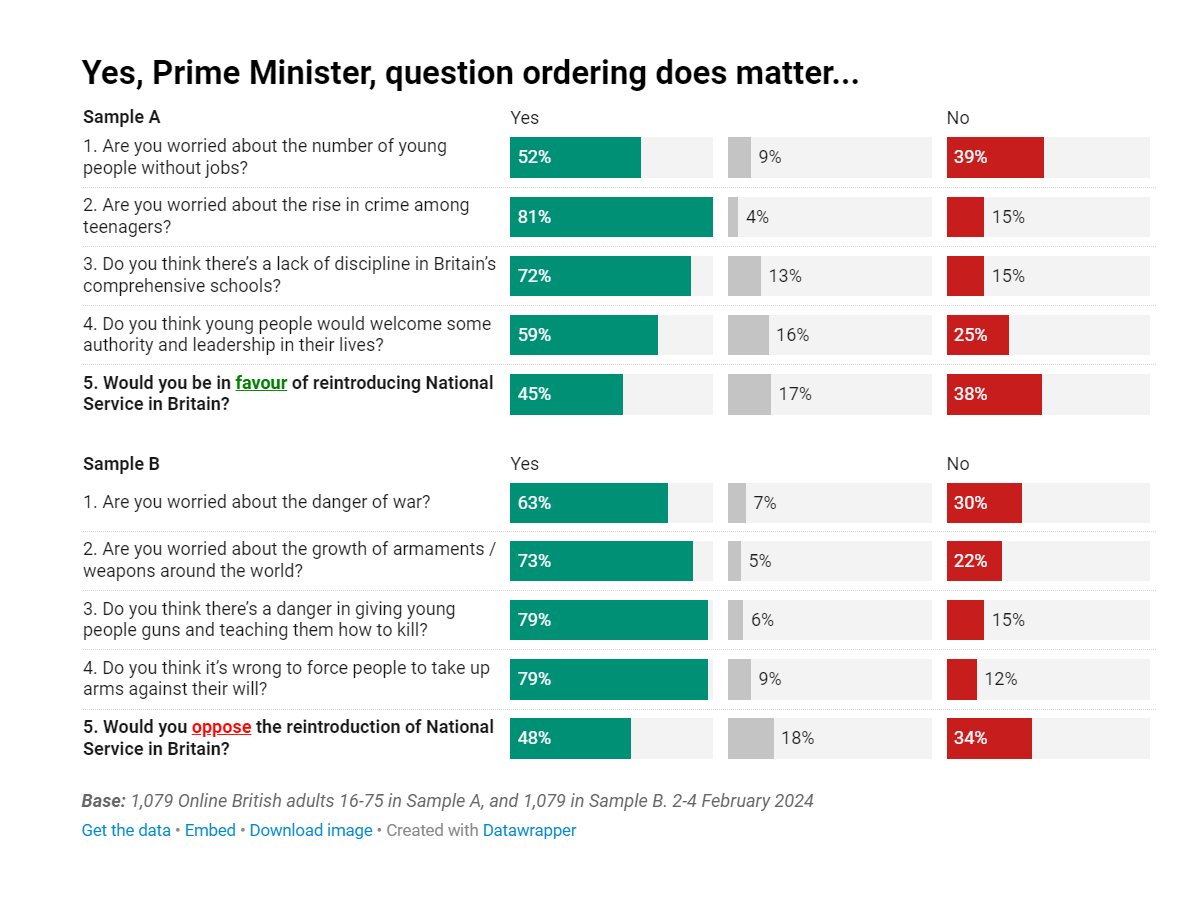 Yes, Prime Minister, question ordering does matter...
Sample A Yes No
1. Are you worried about the number of young
people without jobs?
52% 9% 39%
2. Are you worried about the rise in crime among
teenagers?
81% 4% 15%
3. Do you think there's a lack of discipline in Britain's
comprehensive schools?
72% 13% 15%
4. Do you think young people would welcome some
authority and leadership in their lives?
59% 16% 25%
5. Would you be in favour of reintroducing National
Service in Britain?
45% 17% 38%
Sample B Yes No
1. Are you worried about the danger of war?
63% 7% 30%
2. Are you worried about the growth of armaments /
weapons around the world?
73% 5% 22%
3. Do you think there's a danger in giving young
people guns and teaching them how to kill?
79% 6% 15%
4. Do you think it's wrong to force people to take up
arms against their will?
79% 9% 12%
5. Would you oppose the reintroduction of National
Service in Britain?
48% 18% 34%
Base: 1,079 Online British adults 16-75 in Sample A, and 1,079 in Sample B. 2-4 February 2024
Get the data • Embed • Download image • Created with Datawrapper